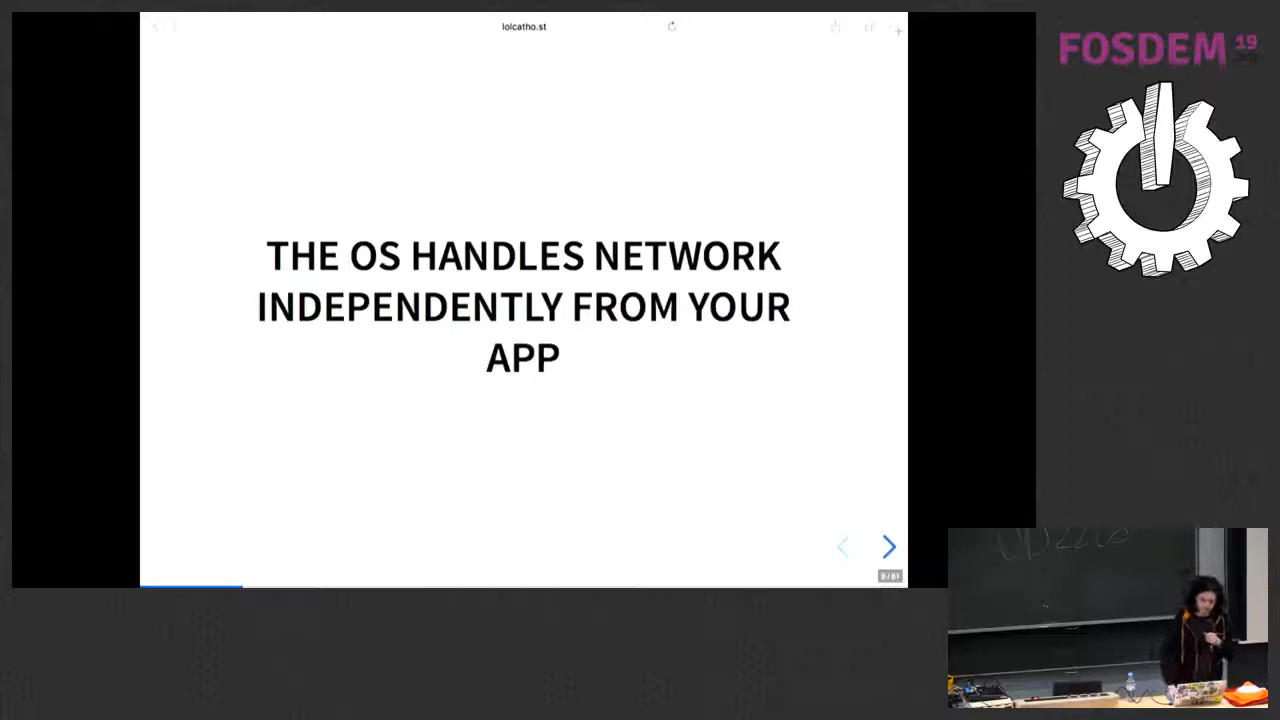 lolcatho.st
FOSDEM 19
THE OS HANDLES NETWORK
INDEPENDENTLY FROM YOUR
APP
9/81